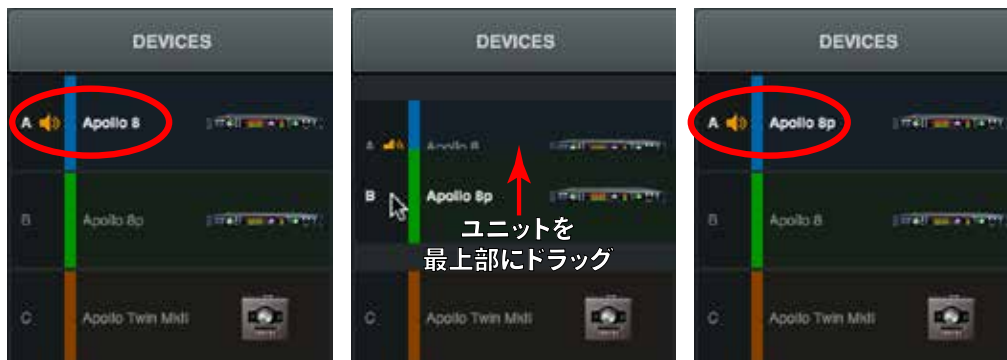 DEVICES
A Apollo 8
B Apollo 8p
C Apollo Twin MkII
DEVICES
A Apollo 8
B Apollo 8p
ユニットを
最上部にドラッグ
C Apollo Twin MkII
DEVICES
A Apollo 8p
B Apollo 8
C Apollo Twin MkII